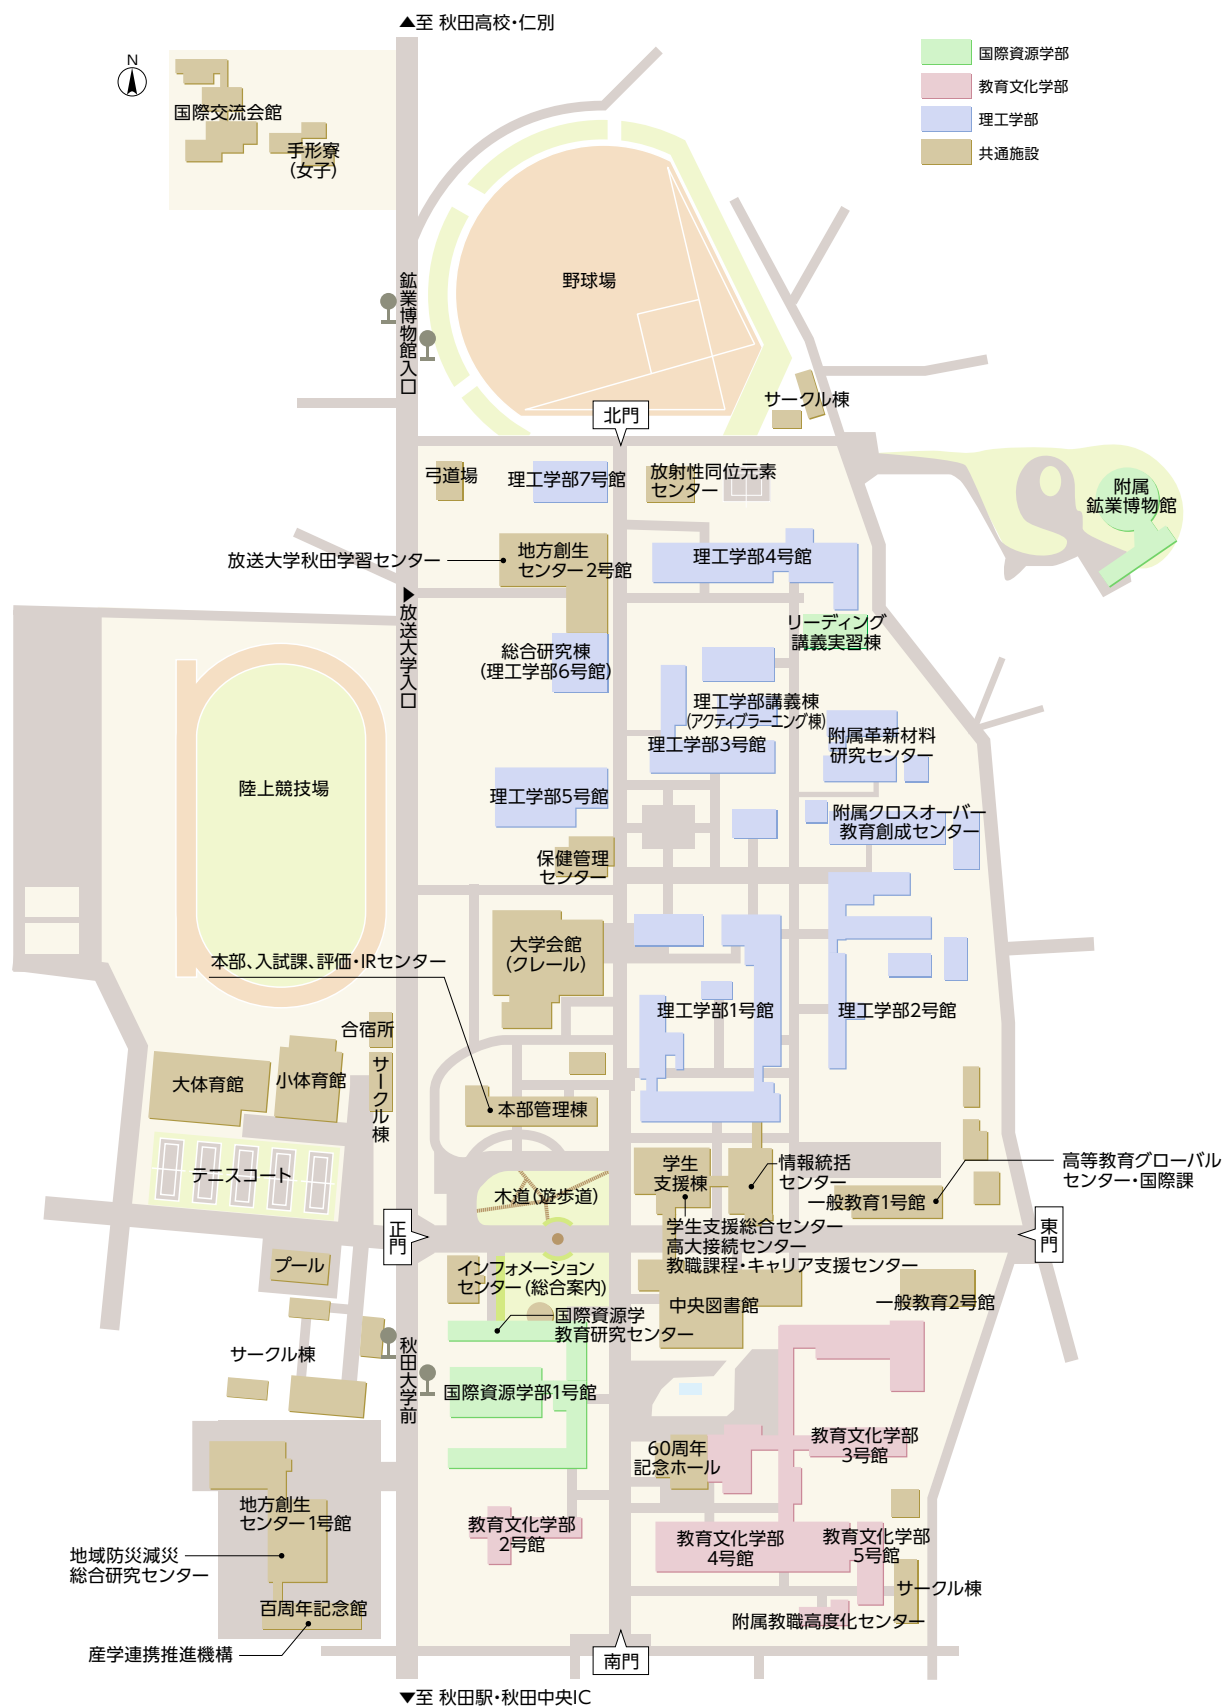 ▲至 秋田高校・仁別
N
国際資源学部
教育文化学部
理工学部
共通施設
国際交流会館
手形寮
(女子)
鉱業博物館入口
野球場
サークル棟
北門
弓道場
理工学部7号館
放射性同位元素
センター
附属
鉱業博物館
放送大学秋田学習センター
地方創生
センター2号館
理工学部4号館
▶放送大学入口
リーディング
講義実習棟
総合研究棟
(理工学部6号館)
理工学部講義棟
(アクティブラーニング棟)
理工学部3号館
附属革新材料
研究センター
陸上競技場
理工学部5号館
附属クロスオーバー
教育創成センター
保健管理
センター
大学会館
(クレール)
本部、入試課、評価・IRセンター
理工学部1号館
理工学部2号館
合宿所
サークル棟
大体育館
小体育館
本部管理棟
テニスコート
木道(遊歩道)
学生
支援棟
情報統括
センター
高等教育グローバル
センター・国際課
一般教育1号館
正門
学生支援総合センター
高大接続センター
教職課程・キャリア支援センター
東門
プール
インフォメーション
センター(総合案内)
中央図書館
一般教育2号館
国際資源学
教育研究センター
サークル棟
秋田大学前
国際資源学部1号館
60周年
記念ホール
教育文化学部
3号館
地方創生
センター1号館
教育文化学部
2号館
教育文化学部
4号館
教育文化学部
5号館
地域防災減災
総合研究センター
サークル棟
百周年記念館
附属教職高度化センター
産学連携推進機構
南門
▼至 秋田駅・秋田中央IC